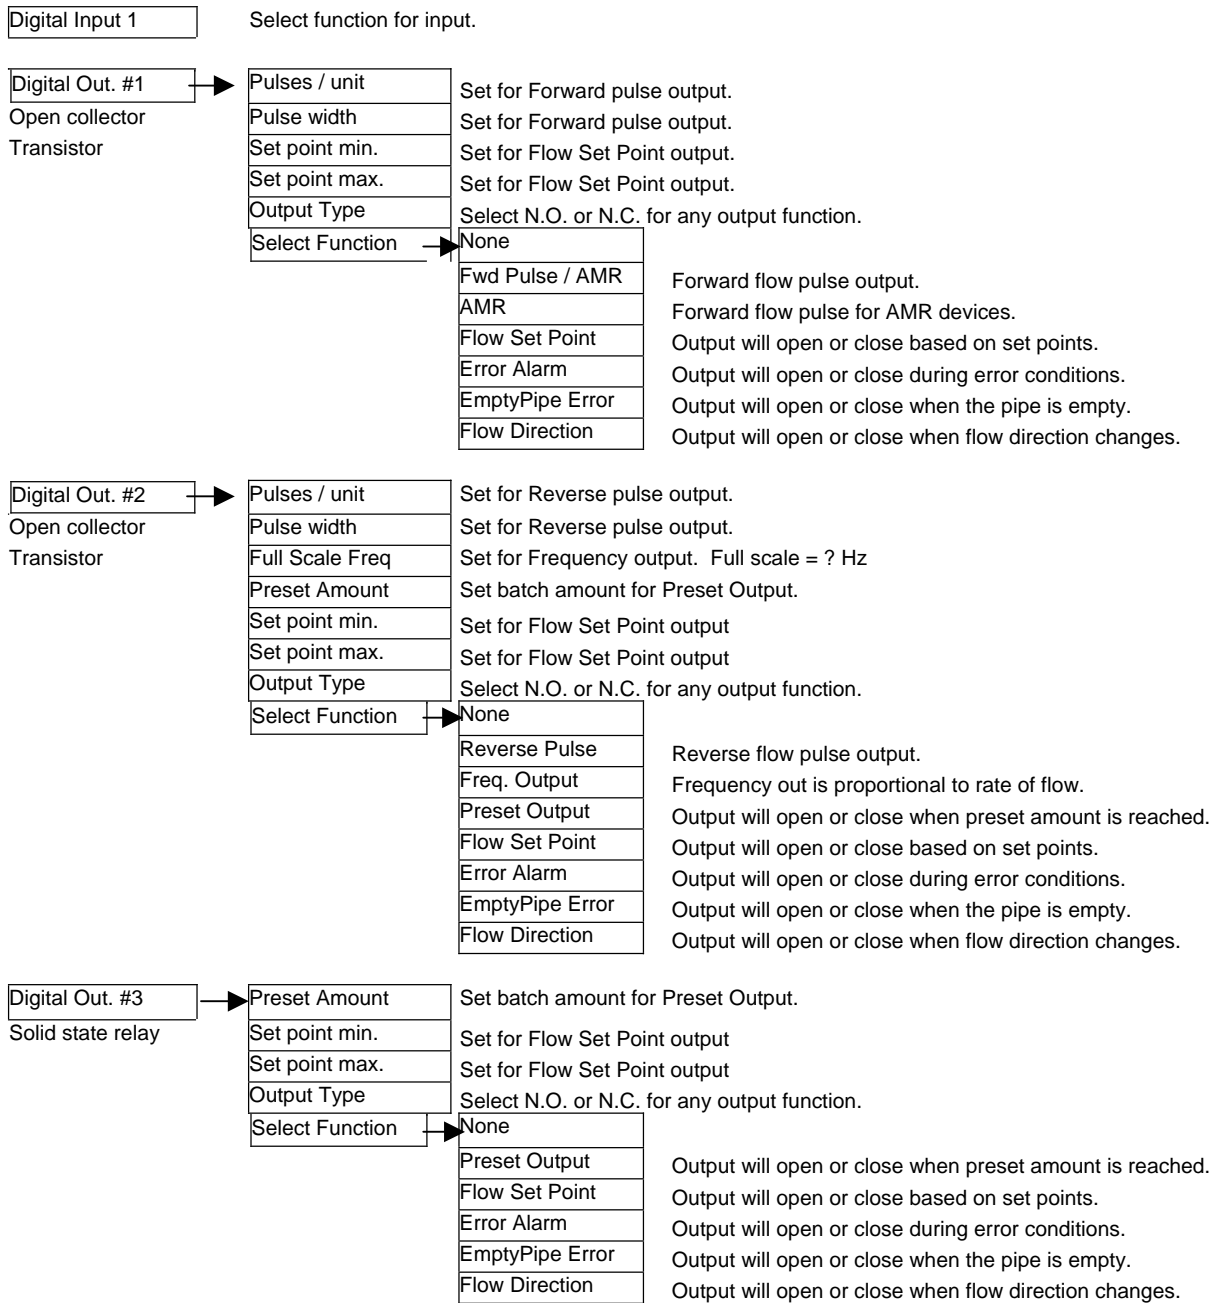 Digital Input 1 Select function for input.
Digital Out. #1 Pulses / unit Set for Forward pulse output.
Open collector Pulse width Set for Forward pulse output.
Transistor Set point min. Set for Flow Set Point output.
Set point max. Set for Flow Set Point output.
Output Type Select N.O. or N.C. for any output function.
Select Function None
Fwd Pulse / AMR Forward flow pulse output.
AMR Forward flow pulse for AMR devices.
Flow Set Point Output will open or close based on set points.
Error Alarm Output will open or close during error conditions.
EmptyPipe Error Output will open or close when the pipe is empty.
Flow Direction Output will open or close when flow direction changes.
Digital Out. #2 Pulses / unit Set for Reverse pulse output.
Open collector Pulse width Set for Reverse pulse output.
Transistor Full Scale Freq Set for Frequency output. Full scale = ? Hz
Preset Amount Set batch amount for Preset Output.
Set point min. Set for Flow Set Point output
Set point max. Set for Flow Set Point output
Output Type Select N.O. or N.C. for any output function.
Select Function None
Reverse Pulse Reverse flow pulse output.
Freq. Output Frequency out is proportional to rate of flow.
Preset Output Output will open or close when preset amount is reached.
Flow Set Point Output will open or close based on set points.
Error Alarm Output will open or close during error conditions.
EmptyPipe Error Output will open or close when the pipe is empty.
Flow Direction Output will open or close when flow direction changes.
Digital Out. #3 Preset Amount Set batch amount for Preset Output.
Solid state relay Set point min. Set for Flow Set Point output
Set point max. Set for Flow Set Point output
Output Type Select N.O. or N.C. for any output function.
Select Function None
Preset Output Output will open or close when preset amount is reached.
Flow Set Point Output will open or close based on set points.
Error Alarm Output will open or close during error conditions.
EmptyPipe Error Output will open or close when the pipe is empty.
Flow Direction Output will open or close when flow direction changes.